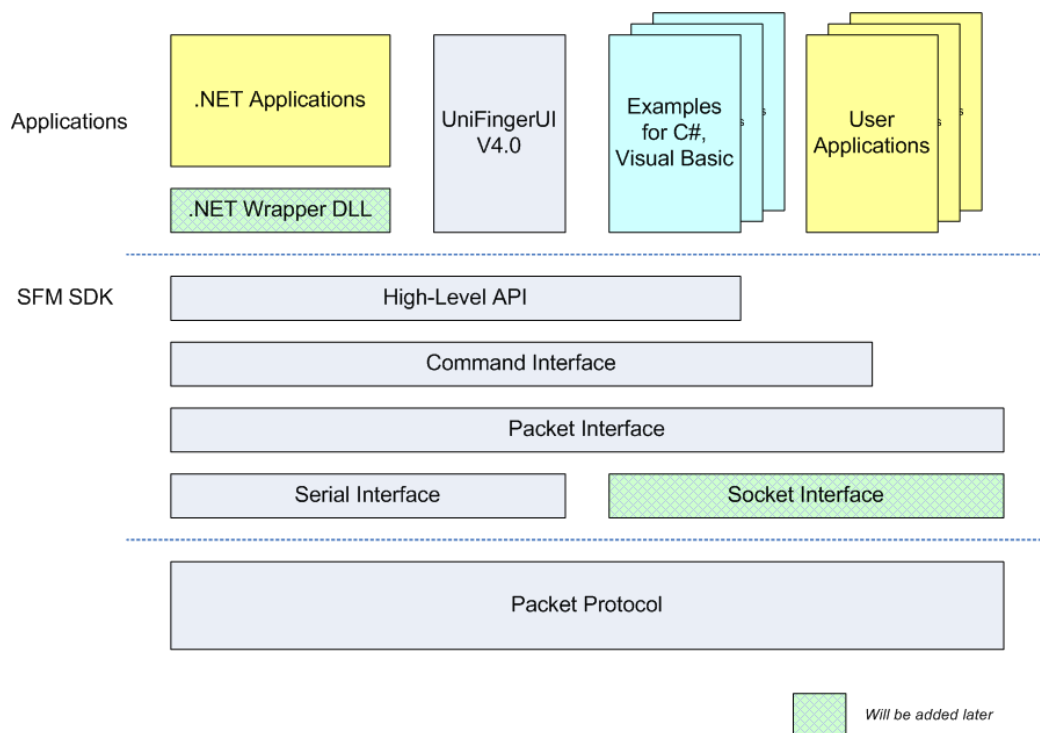 Applications
.NET Applications
.NET Wrapper DLL
UniFingerUI
V4.0
Examples
for C#,
Visual Basic
User
Applications
SFM SDK
High-Level API
Command Interface
Packet Interface
Serial Interface
Socket Interface
Packet Protocol
Will be added later